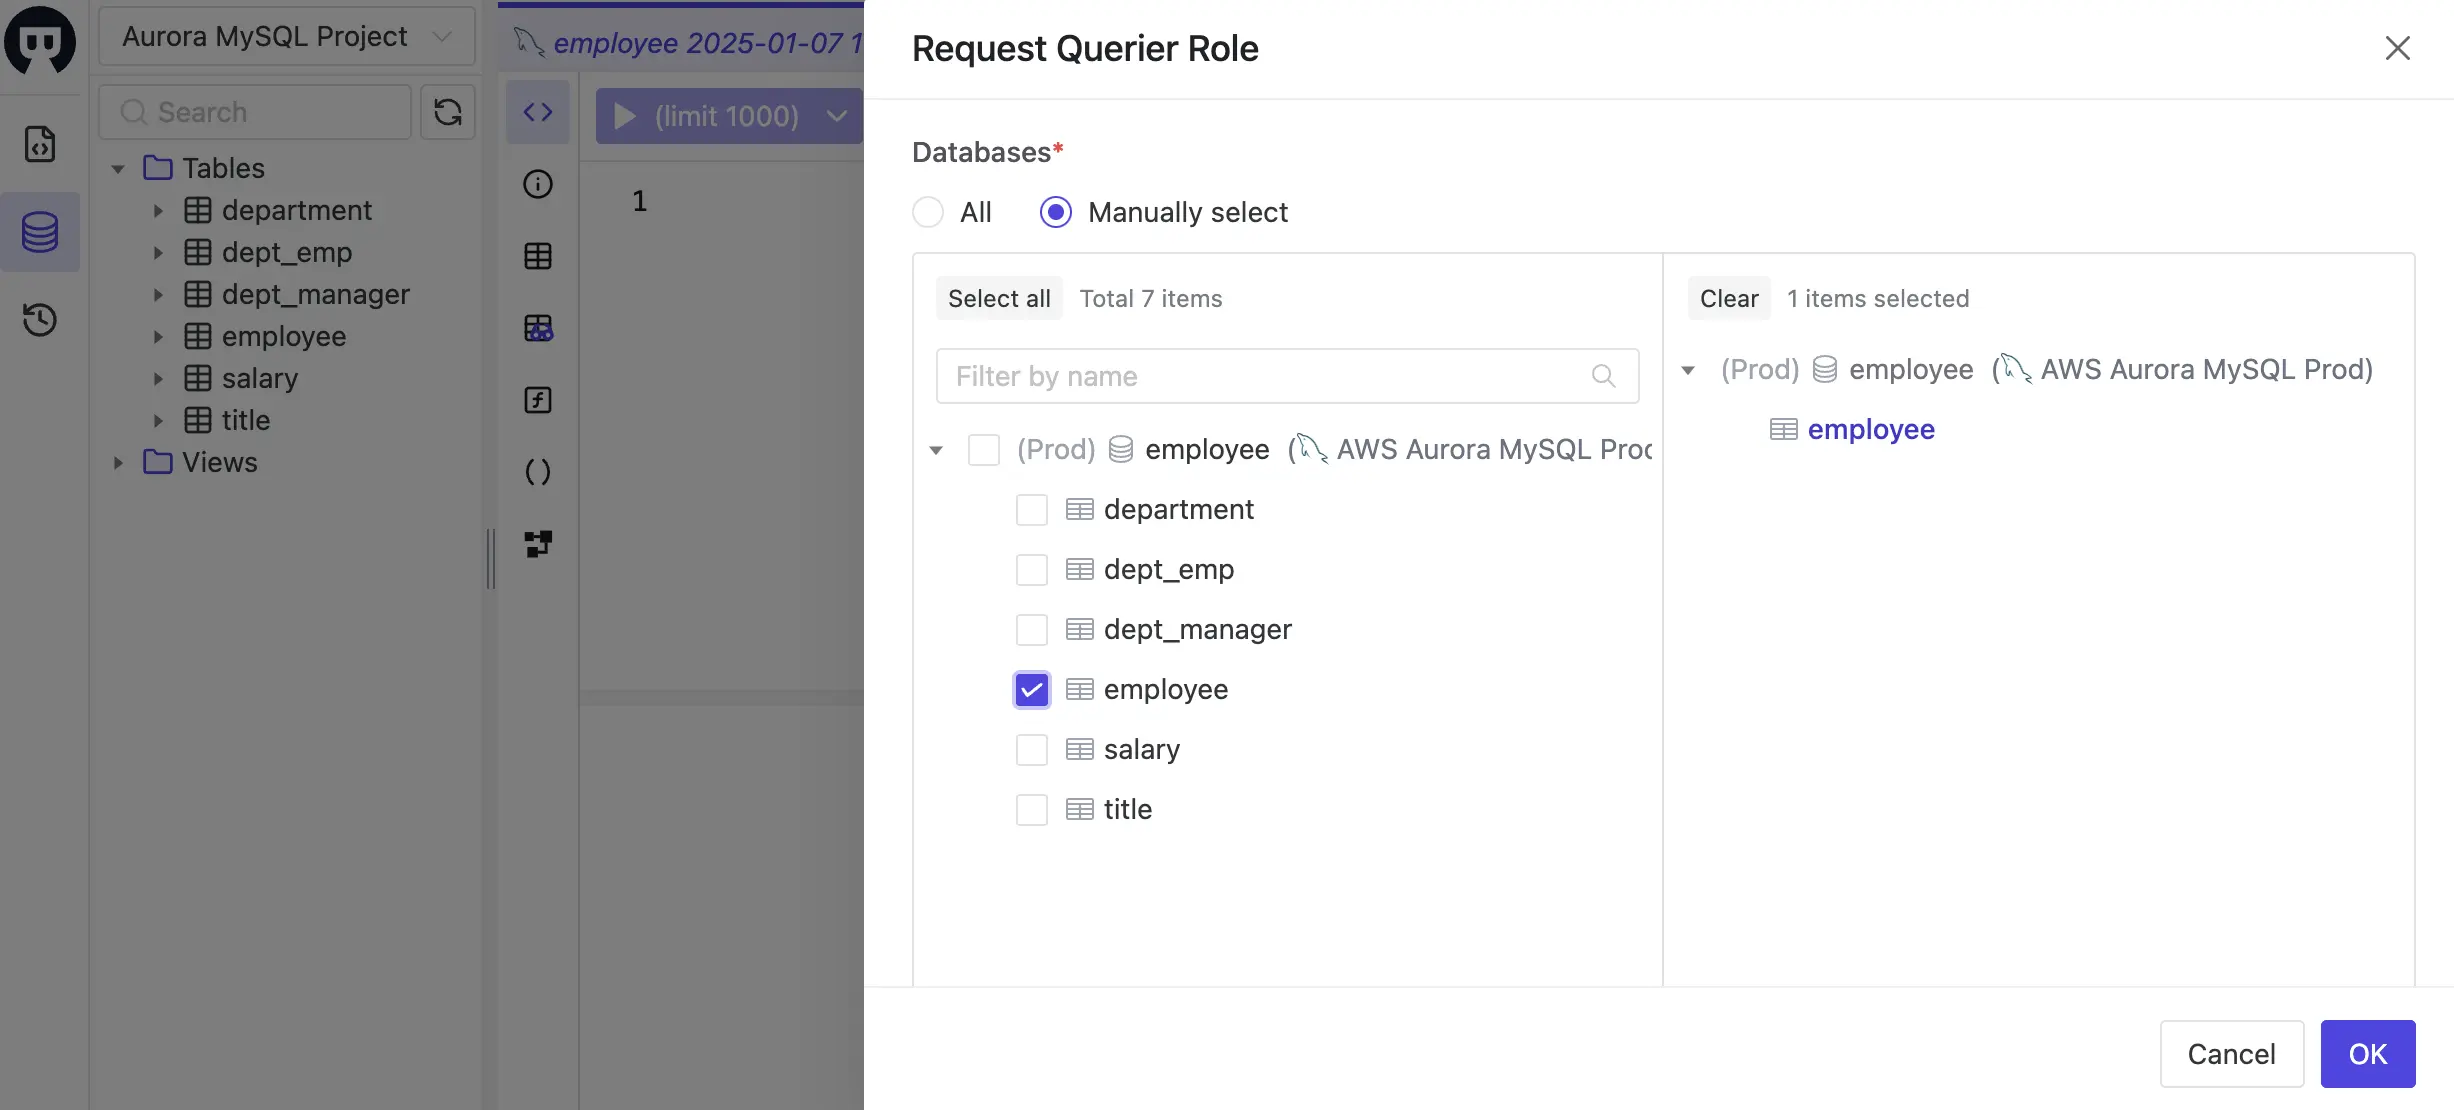 Aurora MySQL Project
Search
Tables
department
dept_emp
dept_manager
employee
salary
title
Views
employee 2025-01-07 1
(limit 1000)
1
Request Querier Role
Databases*
All
Manually select
Select all
Total 7 items
Filter by name
(Prod) employee (AWS Aurora MySQL Prod
department
dept_emp
dept_manager
employee
salary
title
Clear
1 items selected
(Prod) employee (AWS Aurora MySQL Prod)
employee
Cancel
OK